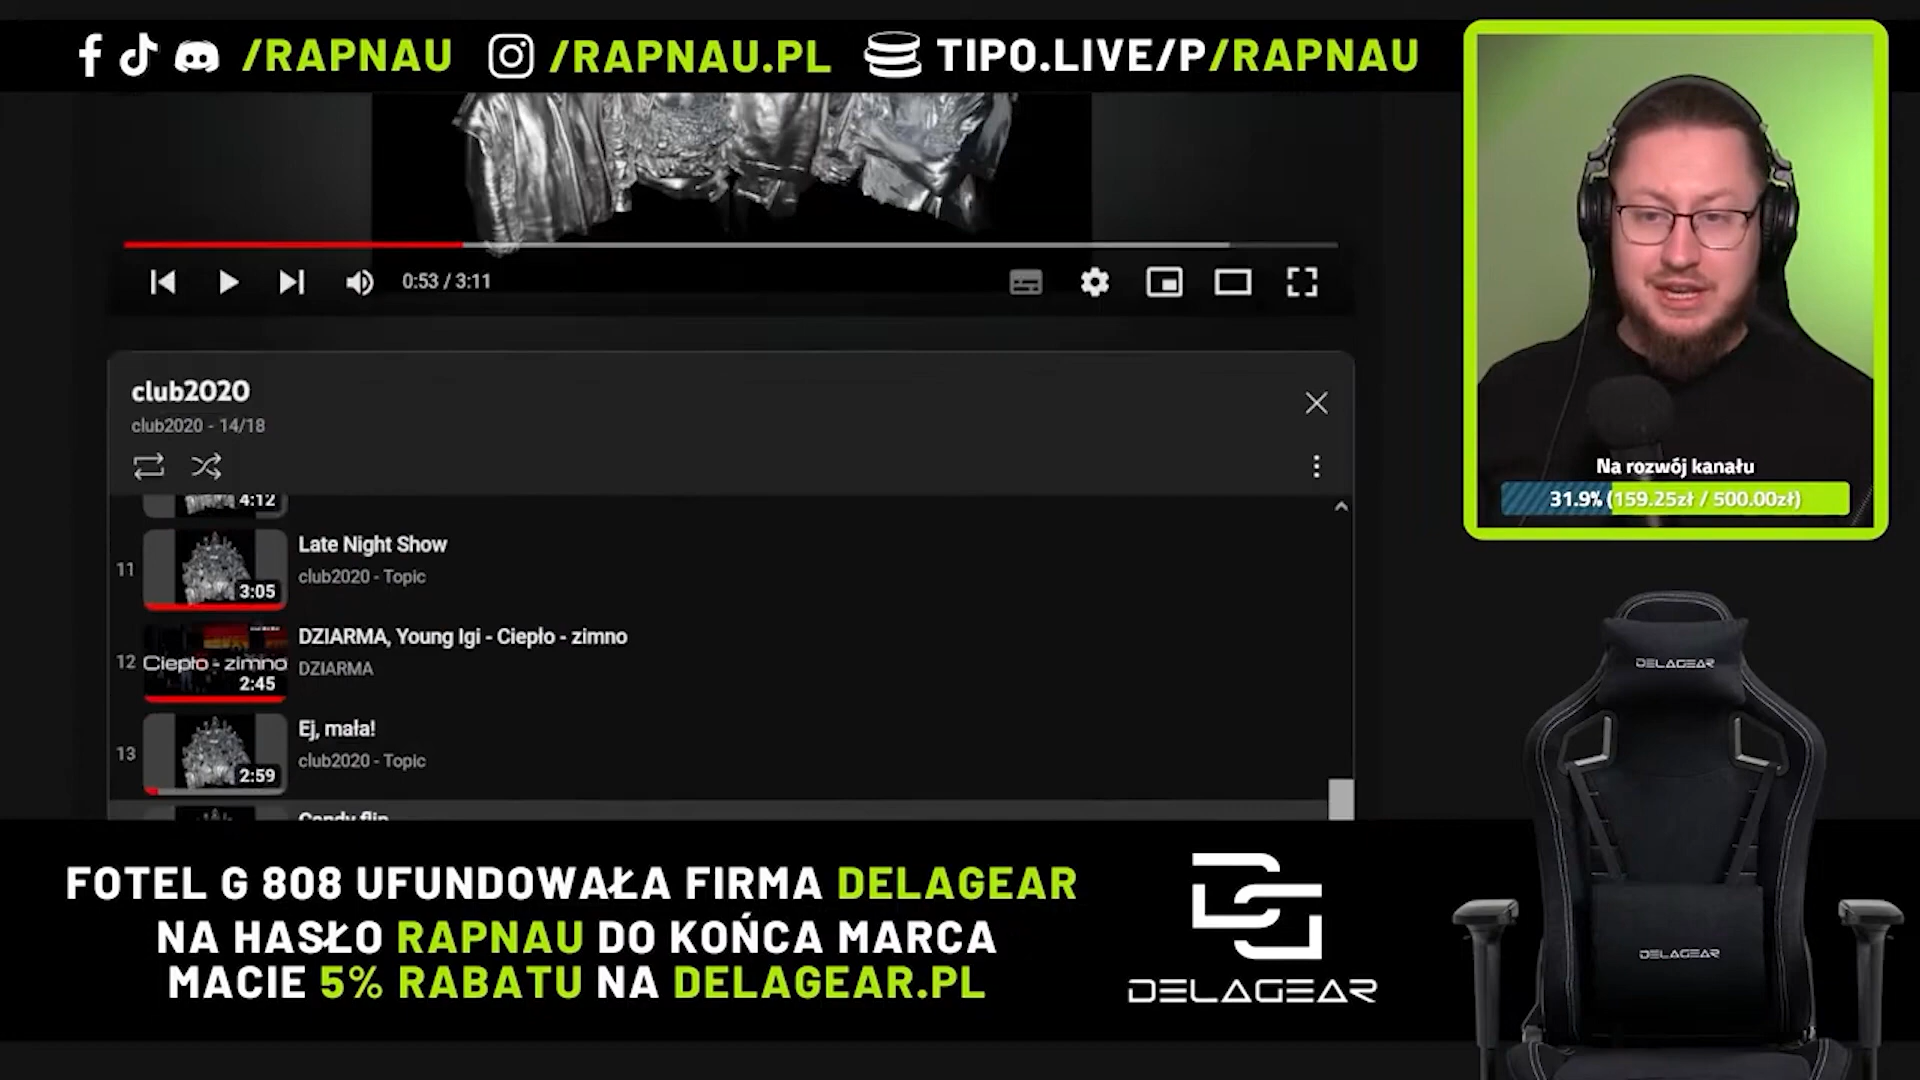 /RAPNAU /RAPNAU.PL TIPO.LIVE/P/RAPNAU
0:53 / 3:11
club2020
club2020 - 14/18
4:12
11
Late Night Show
club2020 - Topic
3:05
12
Ciepło - zimno
2:45
DZIARMA, Young Igi - Ciepło - zimno
DZIARMA
13
Ej, mała!
club2020 - Topic
2:59
Candy flip
Na rozwój kanału
31.9% (159.25zł / 500.00zł)
FOTEL G 808 UFUNDOWAŁA FIRMA DELAGEAR
NA HASŁO RAPNAU DO KOŃCA MARCA
MACIE 5% RABATU NA DELAGEAR.PL
DG
DELAGEAR
DELAGEAR
DELAGEAR